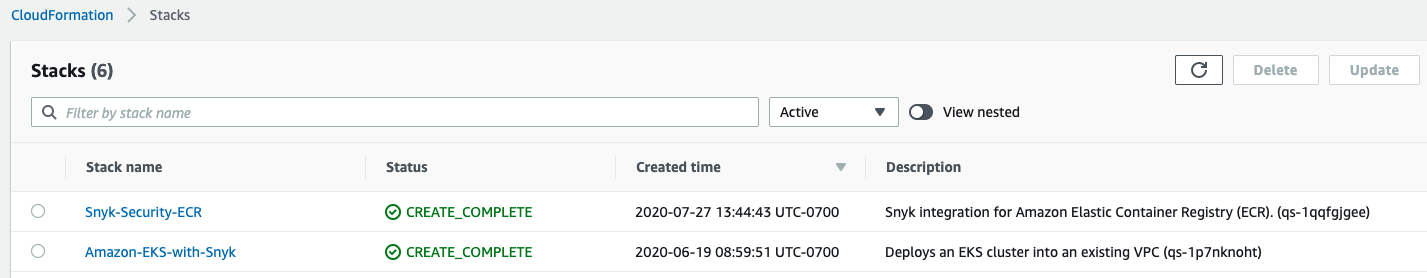 CloudFormation > Stacks
Stacks (6)
Delete
Update
Filter by stack name
Active
View nested
Stack name Status Created time Description
Snyk-Security-ECR CREATE_COMPLETE 2020-07-27 13:44:43 UTC-0700 Snyk integration for Amazon Elastic Container Registry (ECR). (qs-1qqfgjgee)
Amazon-EKS-with-Snyk CREATE_COMPLETE 2020-06-19 08:59:51 UTC-0700 Deploys an EKS cluster into an existing VPC (qs-1p7nknoht)